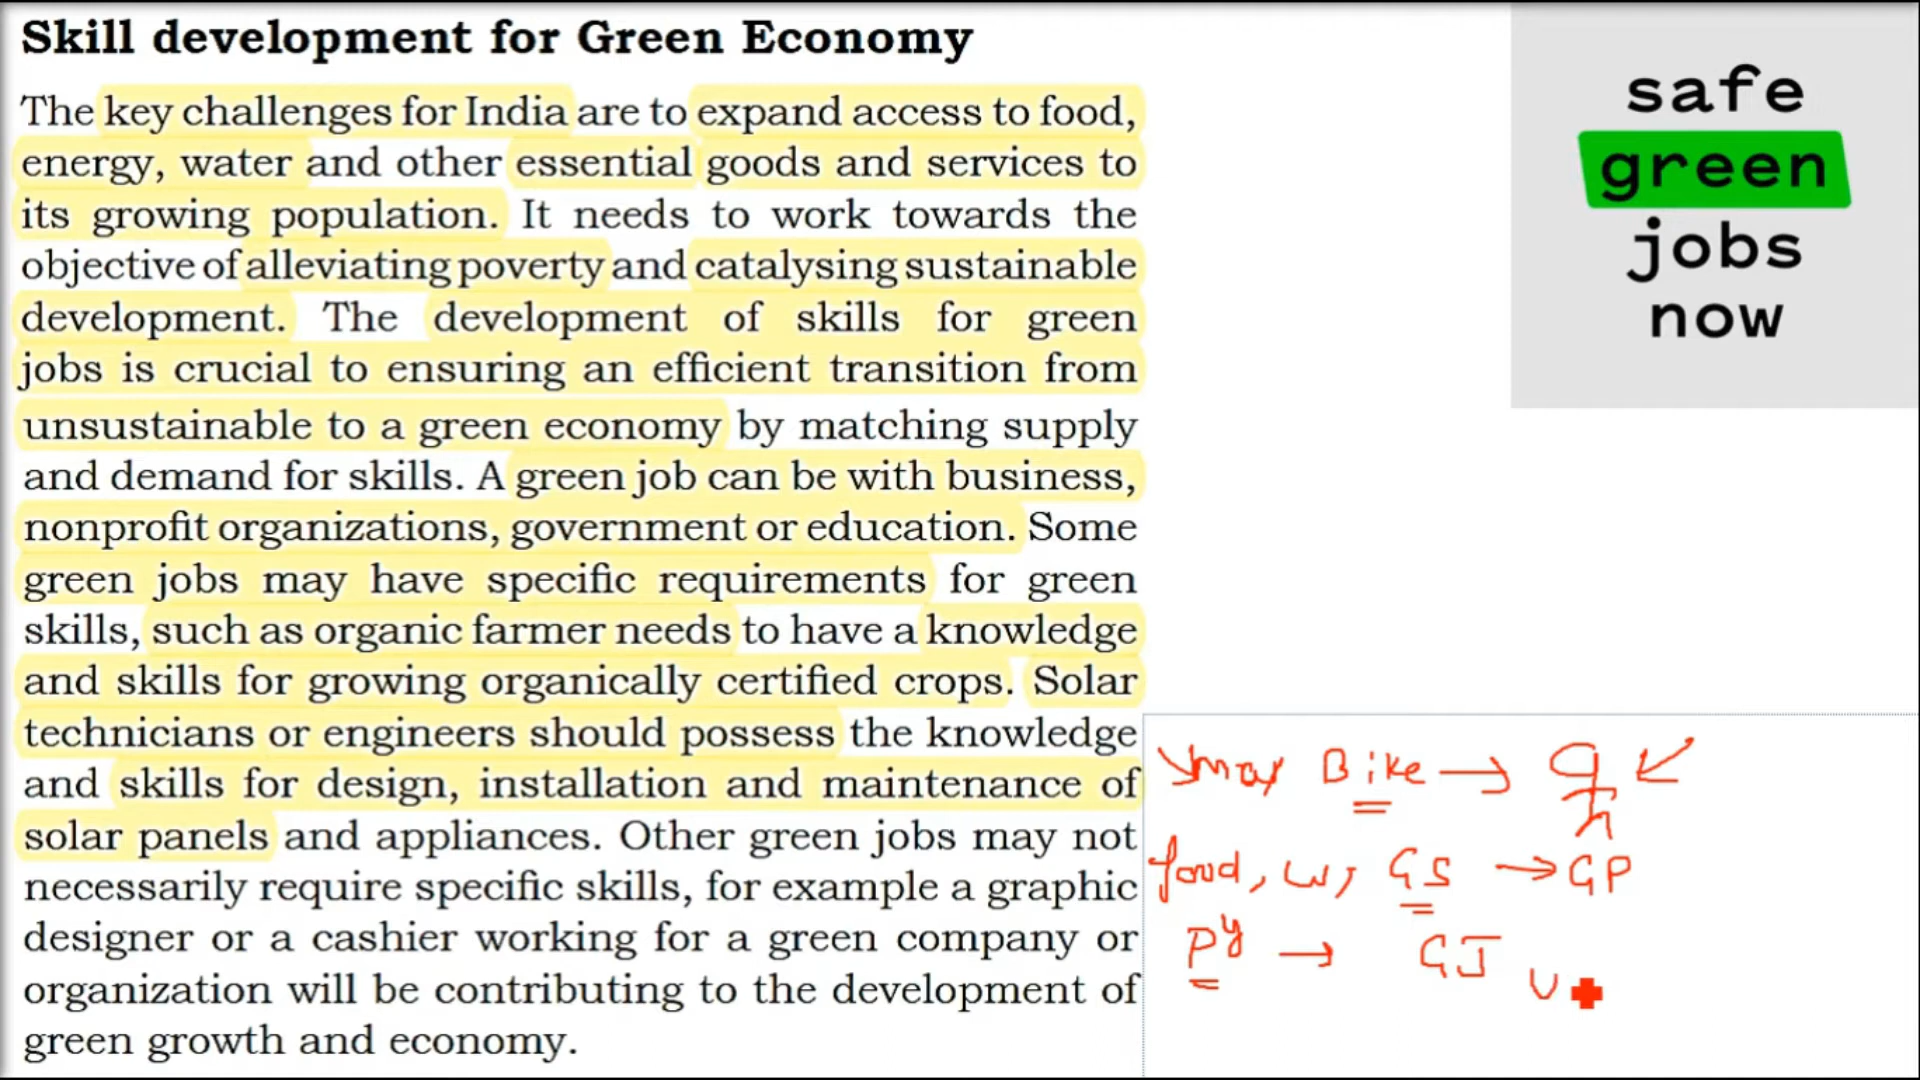 Skill development for Green Economy
The key challenges for India are to expand access to food,
energy, water and other essential goods and services to
its growing population. It needs to work towards the
objective of alleviating poverty and catalysing sustainable
development. The development of skills for green
jobs is crucial to ensuring an efficient transition from
unsustainable to a green economy by matching supply
and demand for skills. A green job can be with business,
nonprofit organizations, government or education. Some
green jobs may have specific requirements for green
skills, such as organic farmer needs to have a knowledge
and skills for growing organically certified crops. Solar
technicians or engineers should possess the knowledge
and skills for design, installation and maintenance of
solar panels and appliances. Other green jobs may not
necessarily require specific skills, for example a graphic
designer or a cashier working for a green company or
organization will be contributing to the development of
green growth and economy.
safe
green
jobs
now
Bike →
food, w, GS → GP
Py → GJ
U